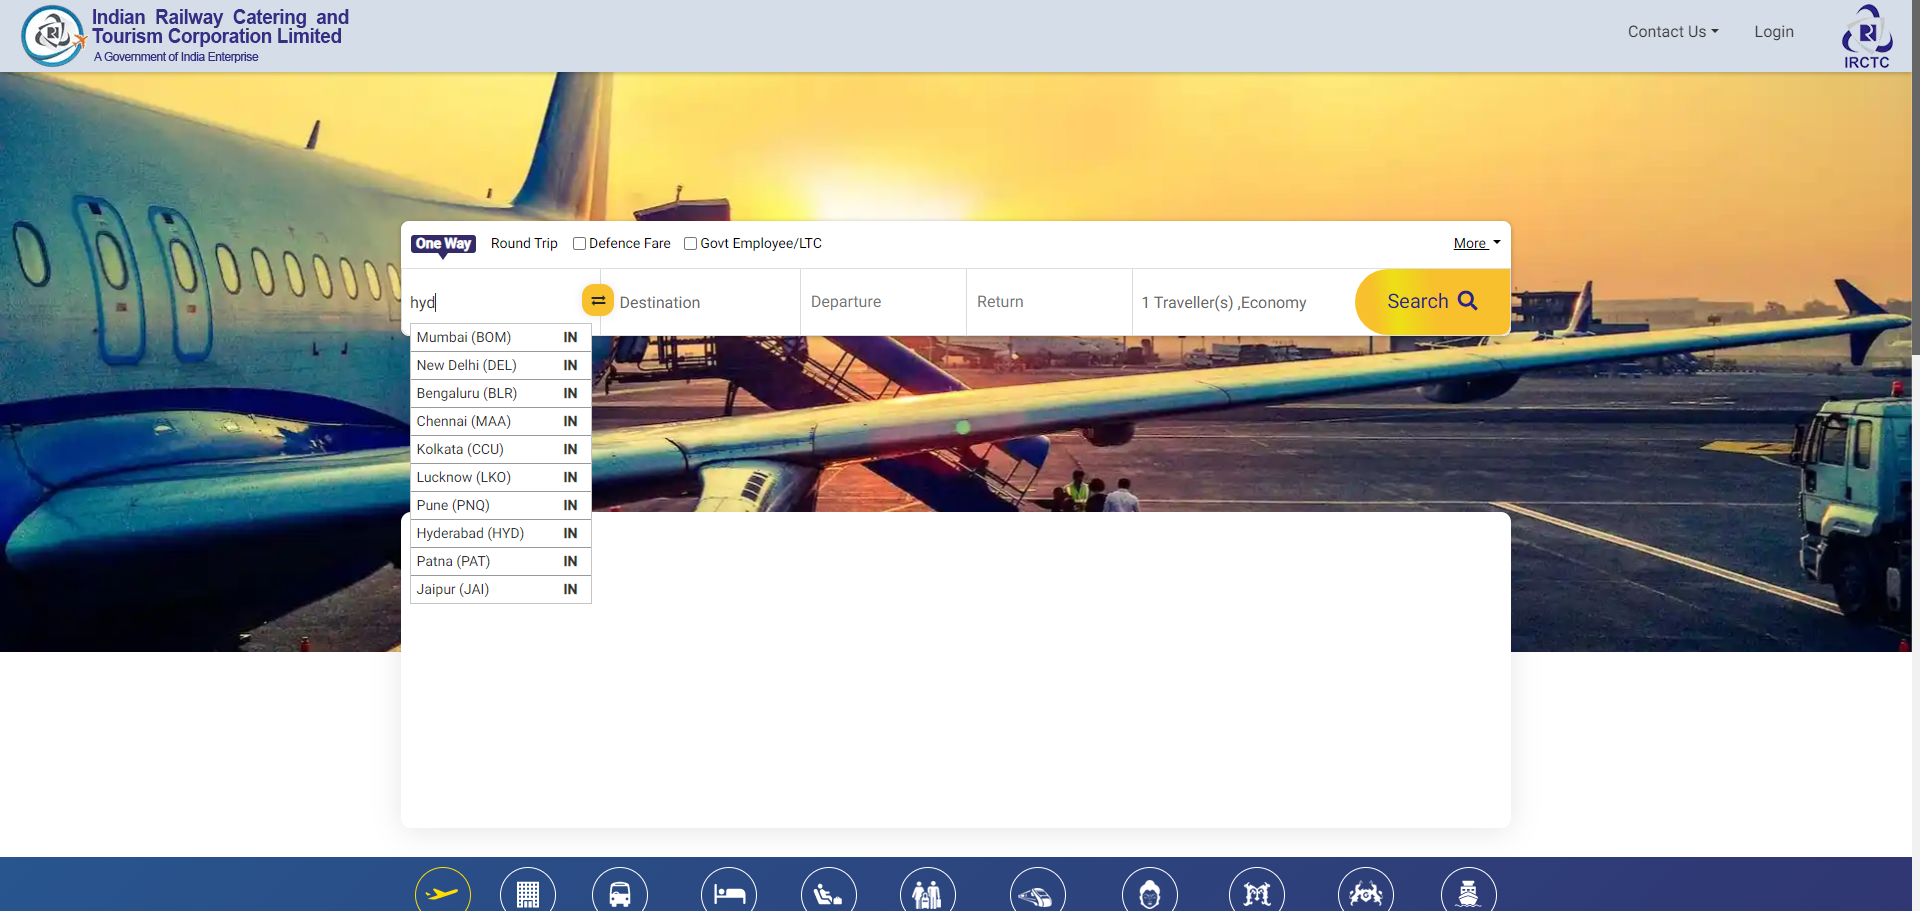 Indian Railway Catering and
Tourism Corporation Limited
A Government of India Enterprise
Contact Us
Login
IRCTC
One Way
Round Trip
Defence Fare
Govt Employee/LTC
More
hyd
Destination
Departure
Return
1 Traveller(s) ,Economy
Search
Mumbai (BOM) IN
New Delhi (DEL) IN
Bengaluru (BLR) IN
Chennai (MAA) IN
Kolkata (CCU) IN
Lucknow (LKO) IN
Pune (PNQ) IN
Hyderabad (HYD) IN
Patna (PAT) IN
Jaipur (JAI) IN